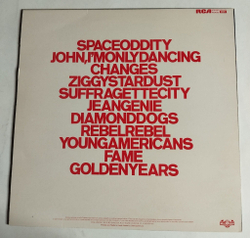 RCA
SPACEODDITY
JOHN,I'MONLYDANCING
CHANGES
ZIGGYSTARDUST
SUFFRAGETTECITY
JEANGENIE
DIAMONDDOGS
REBELREBEL
YOUNGAMERICANS
FAME
GOLDENYEARS